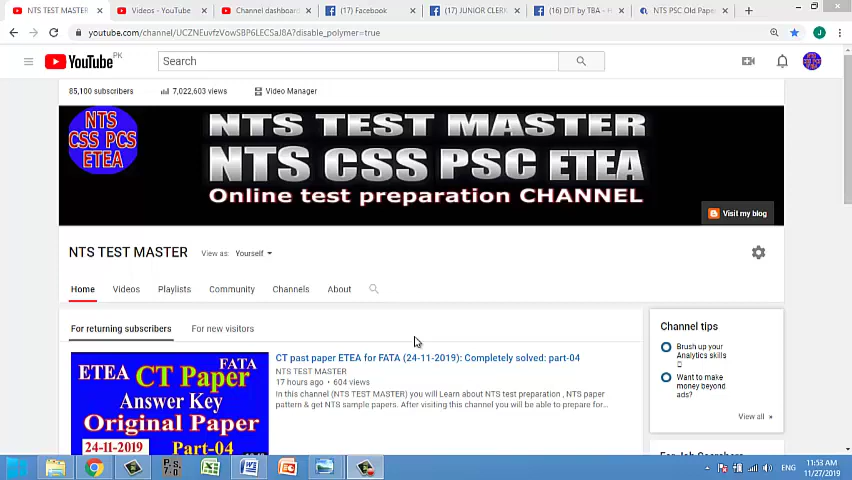 NTS TEST MASTER
Videos - YouTube
Channel dashboard
(17) Facebook
(17) JUNIOR CLERK
(16) DIT by TBA - H
NTS PSC Old Paper
youtube.com/channel/UCZNEuvfzVowSBP6LECSaJ8A?disable_polymer=true
YouTube PK
Search
85,100 subscribers
7,022,603 views
Video Manager
NTS
CSS PCS
ETEA
NTS TEST MASTER
NTS CSS PSC ETEA
Online test preparation CHANNEL
Visit my blog
NTS TEST MASTER
View as: Yourself
Home
Videos
Playlists
Community
Channels
About
For returning subscribers
For new visitors
Channel tips
Brush up your
Analytics skills
Want to make
money beyond
ads?
View all »
ETEA CT Paper FATA
Answer Key
Original Paper
24-11-2019 Part-04
CT past paper ETEA for FATA (24-11-2019): Completely solved: part-04
NTS TEST MASTER
17 hours ago • 604 views
In this channel (NTS TEST MASTER) you will Learn about NTS test preparation , NTS paper
pattern & get NTS sample papers. After visiting this channel you will be able to prepare for...
ENG
11:53 AM
11/27/2019